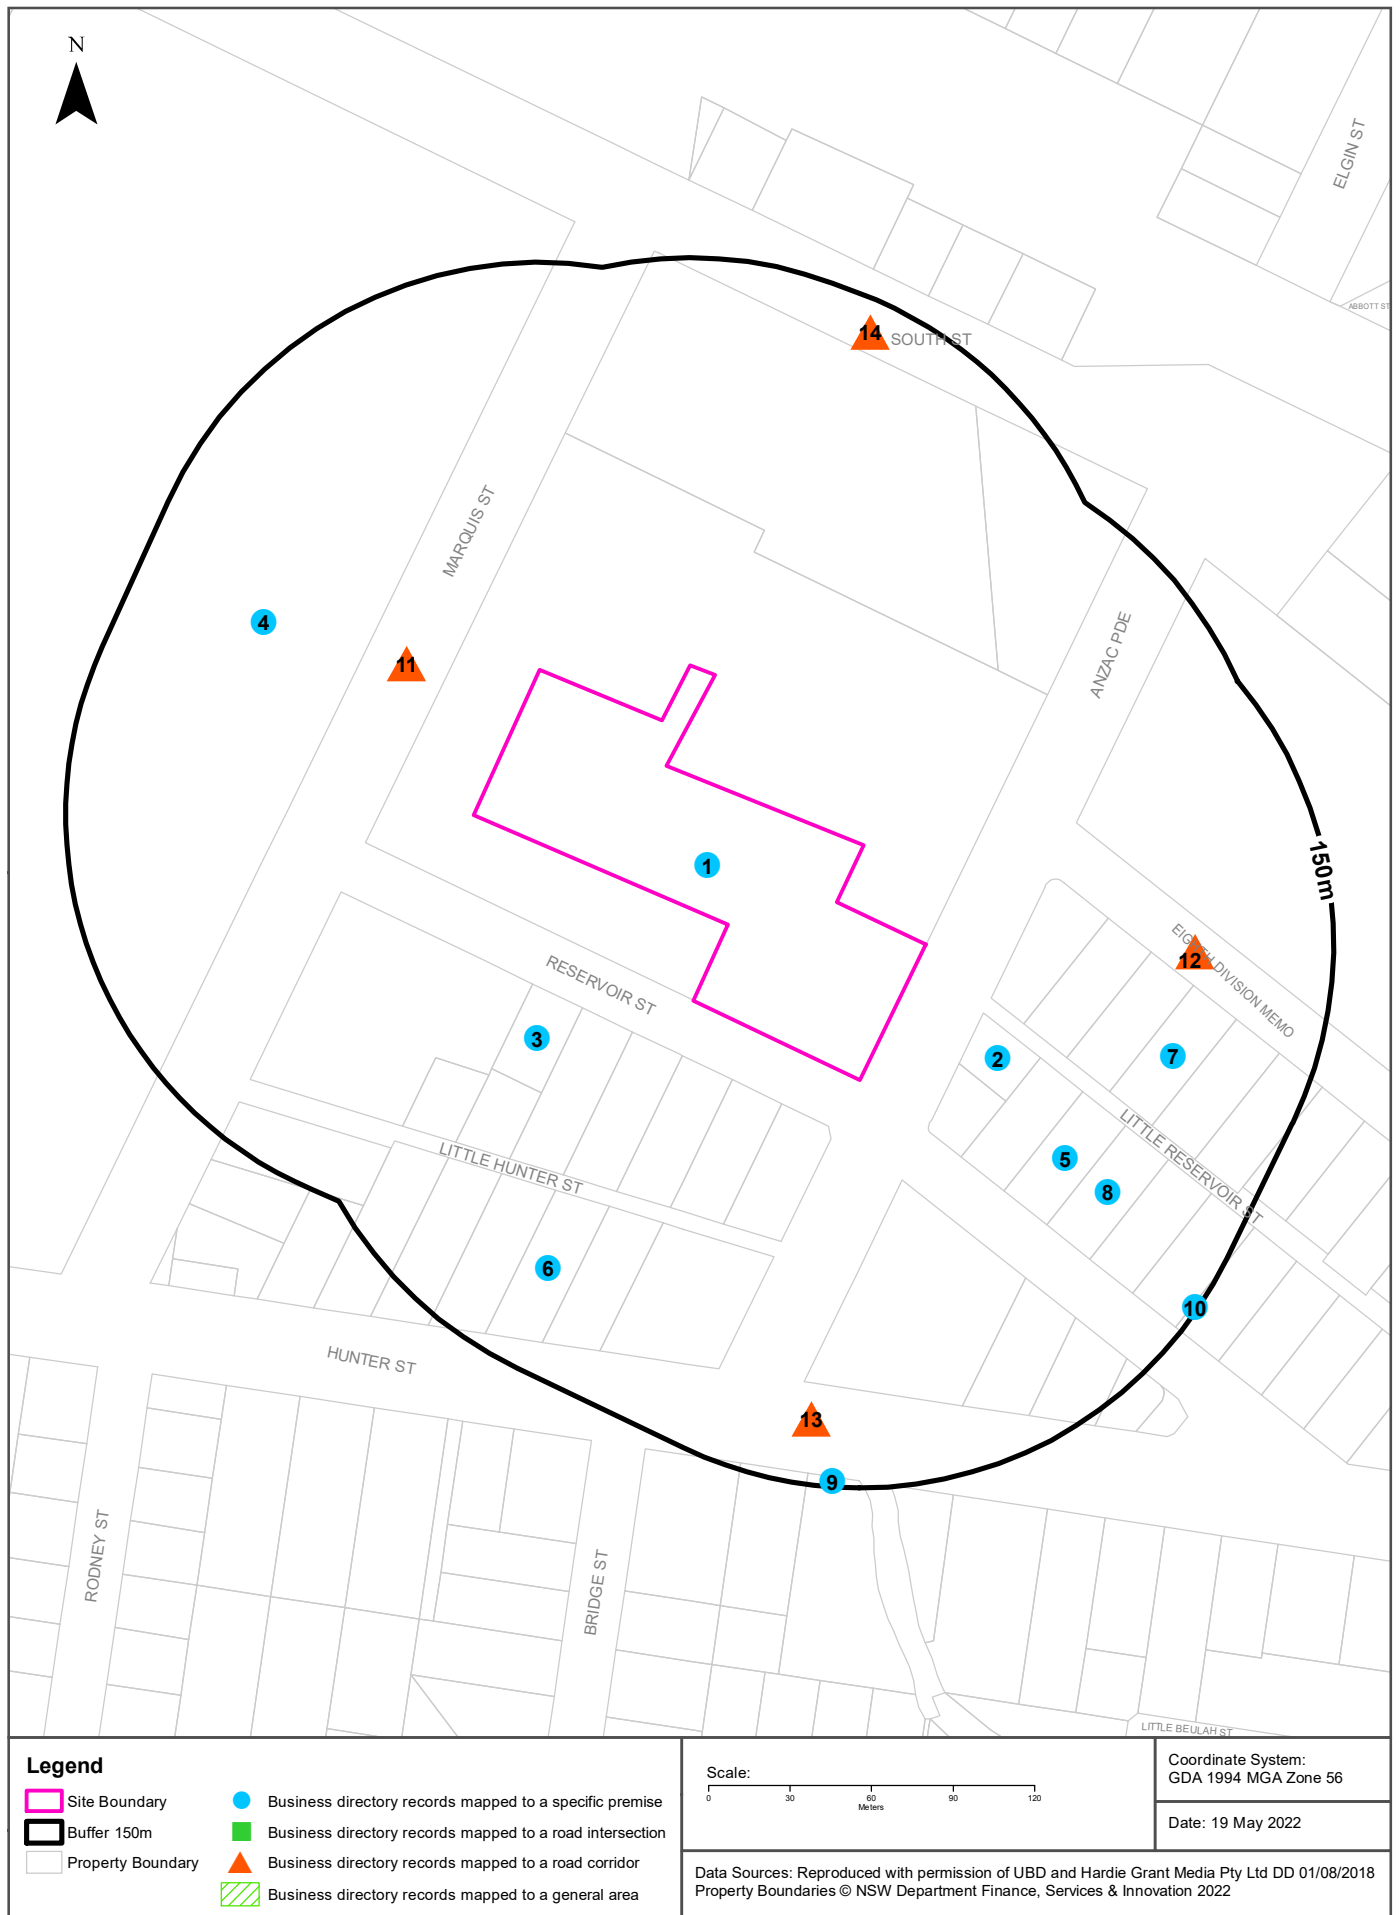 N
ELGIN ST
ABBOTT ST
14
SOUTH ST
MARQUIS ST
4
11
ANZAC PDE
1
150m
EIGHTH DIVISION MEMO
12
RESERVOIR ST
3
2
7
LITTLE RESERVOIR ST
LITTLE HUNTER ST
5
8
6
10
HUNTER ST
13
9
RODNEY ST
BRIDGE ST
LITTLE BEULAH ST
Legend
Site Boundary
Buffer 150m
Property Boundary
Business directory records mapped to a specific premise
Business directory records mapped to a road intersection
Business directory records mapped to a road corridor
Business directory records mapped to a general area
Scale:
0 30 60 90 120
Meters
Coordinate System:
GDA 1994 MGA Zone 56
Date: 19 May 2022
Data Sources: Reproduced with permission of UBD and Hardie Grant Media Pty Ltd DD 01/08/2018
Property Boundaries © NSW Department Finance, Services & Innovation 2022